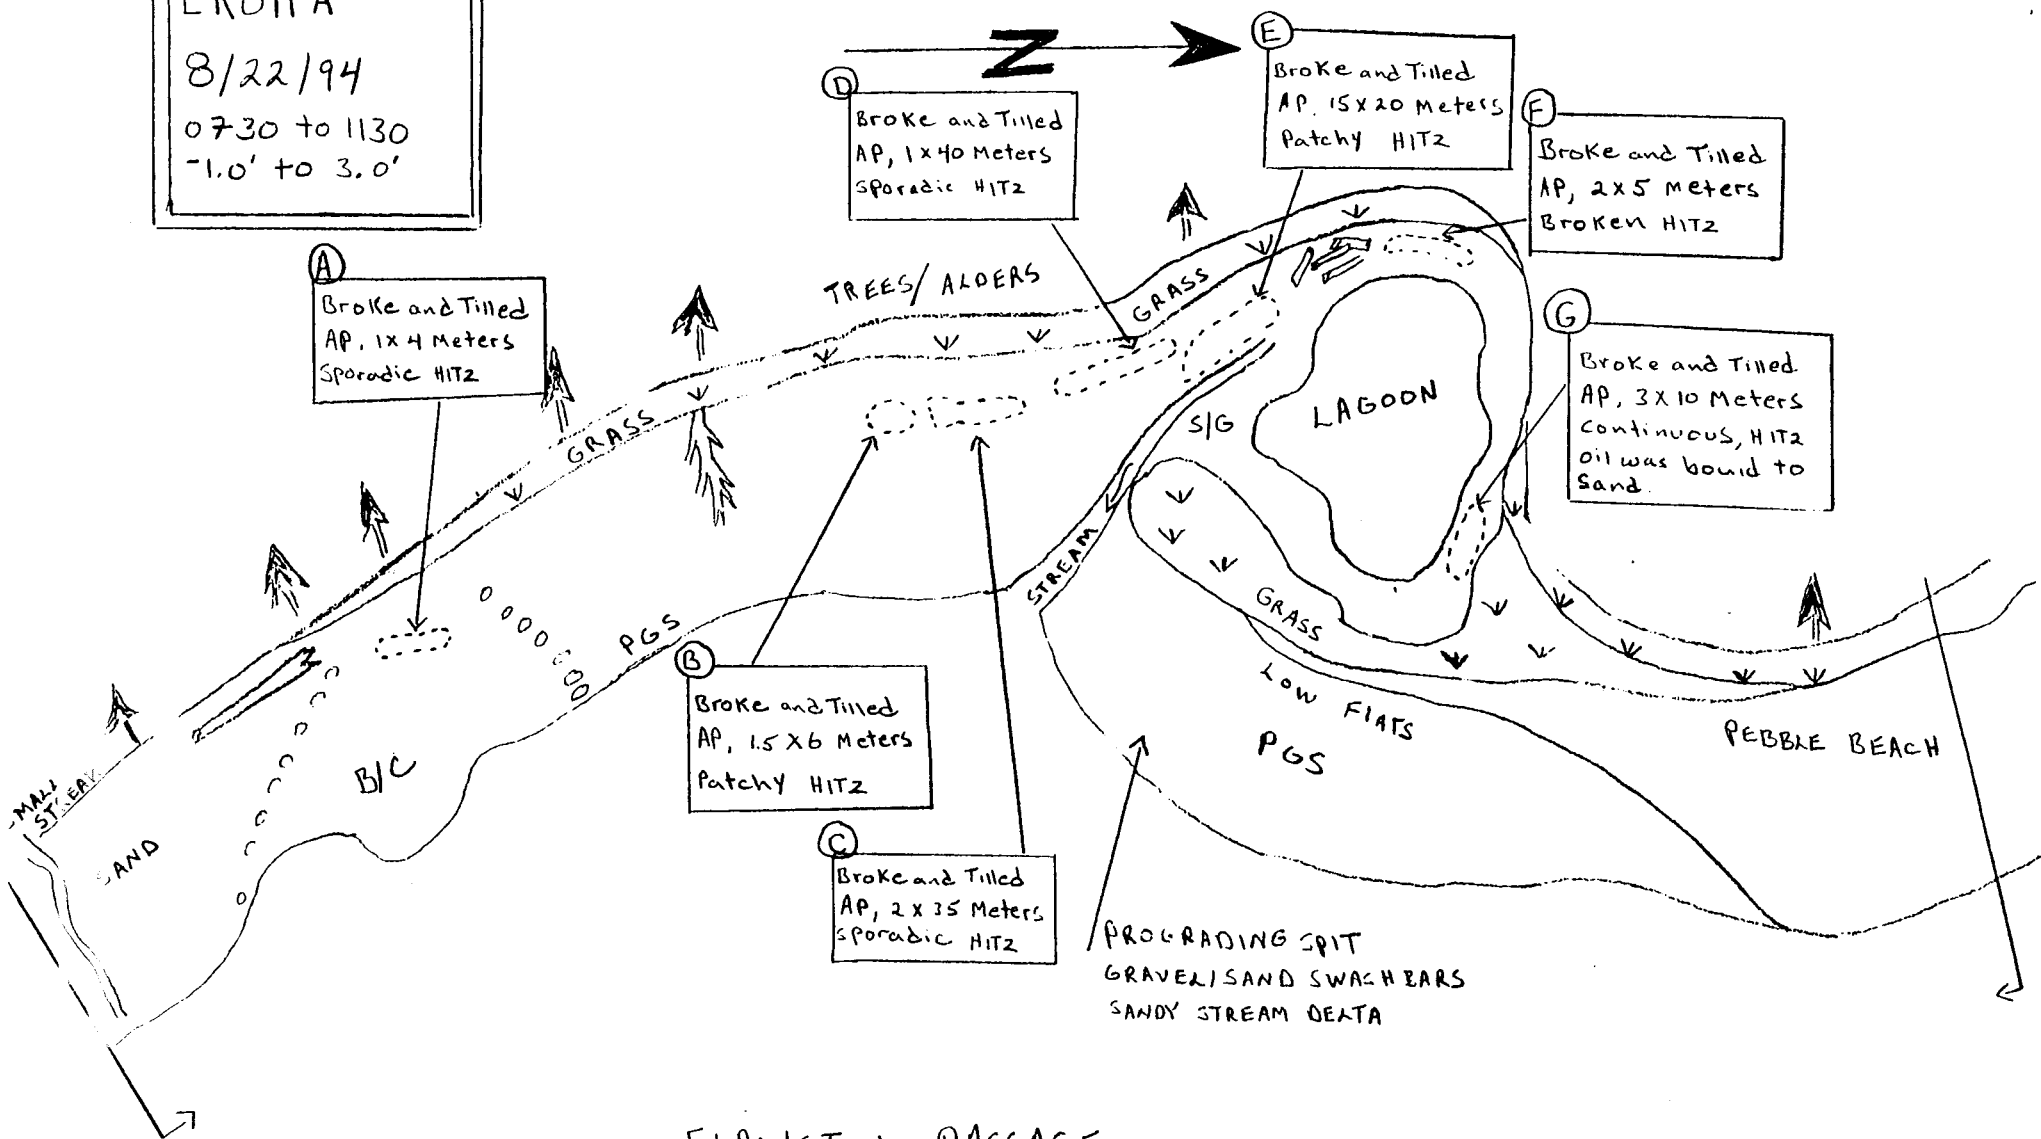 8/22/94
0730 to 1130
-1.0' to 3.0'
N
A
Broke and Tilled
AP, 1x4 Meters
Sporadic HITZ
D
Broke and Tilled
AP, 1x40 Meters
Sporadic HITZ
E
Broke and Tilled
AP. 15x20 Meters
Patchy HITZ
F
Broke and Tilled
AP, 2x5 Meters
Broken HITZ
G
Broke and Tilled
AP, 3x10 Meters
Continuous, HITZ
oil was bound to
Sand.
TREES/ALDERS
GRASS
GRASS
S/G
LAGOON
STREAM
GRASS
LOW FLATS
PGS
PEBBLE BEACH
PGS
B
Broke and Tilled
AP, 1.5x6 Meters
Patchy HITZ
C
Broke and Tilled
AP, 2x35 Meters
Sporadic HITZ
B/C
SMALL
STREAM
SAND
PROGRADING SPIT
GRAVEL/SAND SWASH BARS
SANDY STREAM DELTA
PASSAGE